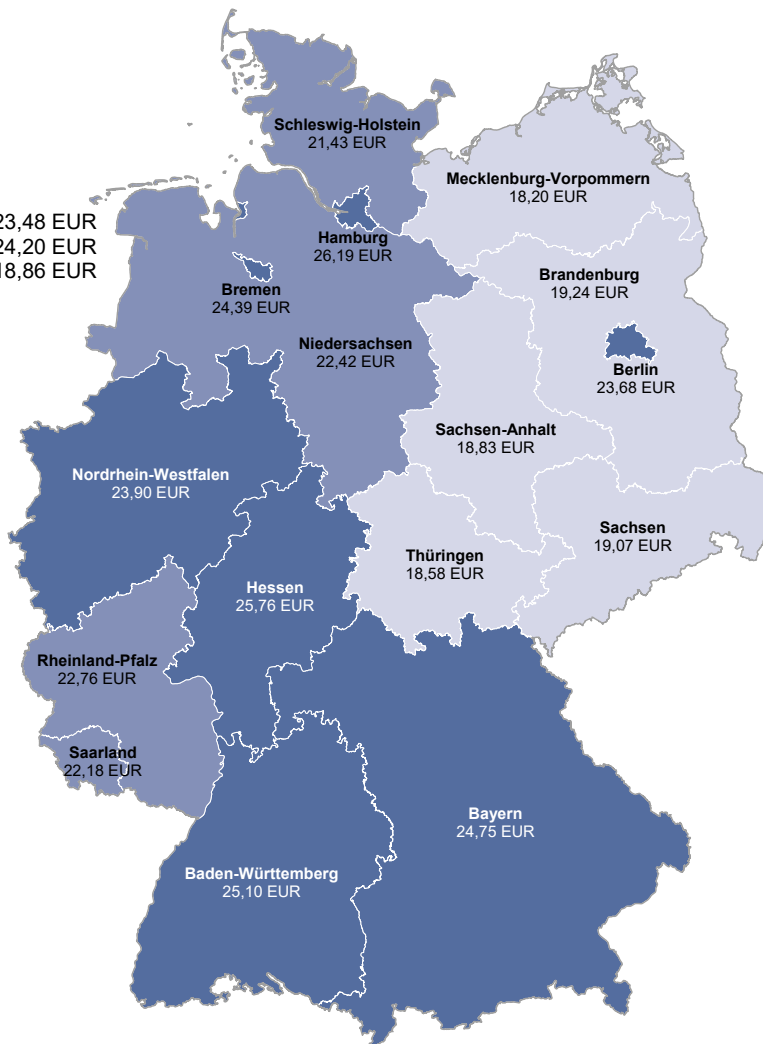 Schleswig-Holstein
21,43 EUR
Mecklenburg-Vorpommern
18,20 EUR
23,48 EUR
24,20 EUR
18,86 EUR
Hamburg
26,19 EUR
Brandenburg
19,24 EUR
Bremen
24,39 EUR
Niedersachsen
22,42 EUR
Berlin
23,68 EUR
Sachsen-Anhalt
18,83 EUR
Nordrhein-Westfalen
23,90 EUR
Sachsen
19,07 EUR
Thüringen
18,58 EUR
Hessen
25,76 EUR
Rheinland-Pfalz
22,76 EUR
Saarland
22,18 EUR
Bayern
24,75 EUR
Baden-Württemberg
25,10 EUR